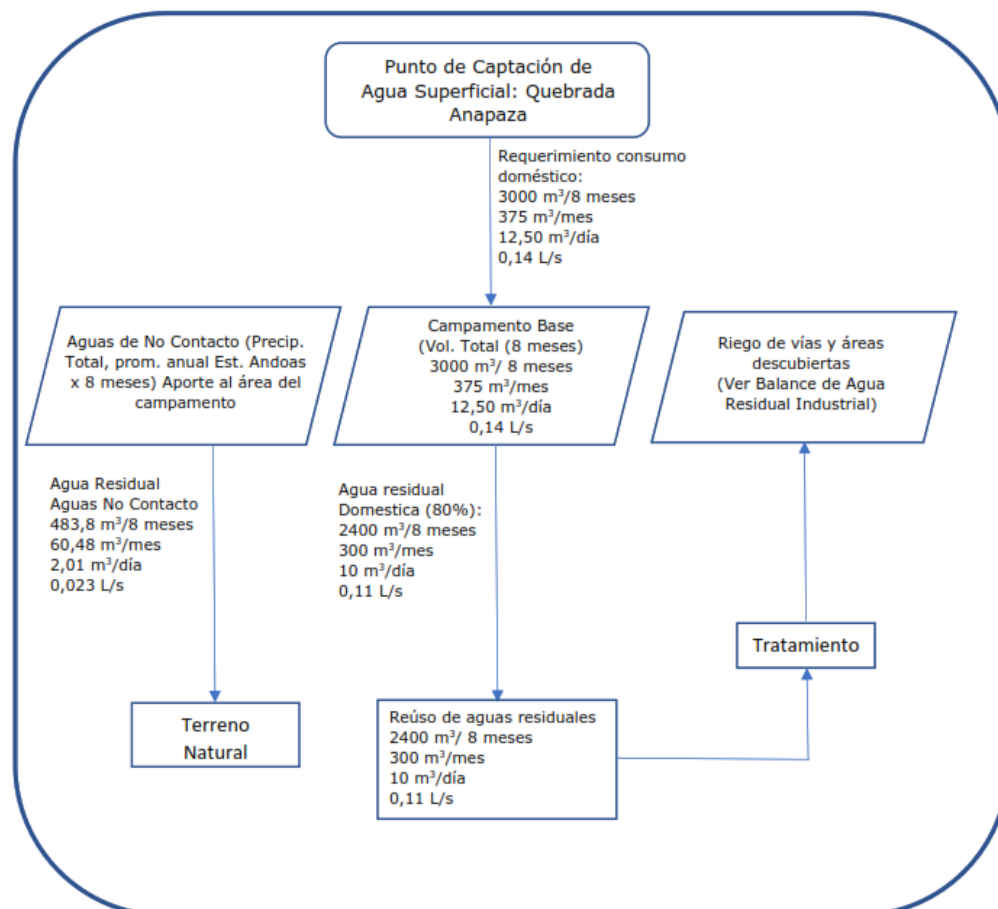 Punto de Captación de
Agua Superficial: Quebrada
Anapaza
Requerimiento consumo
doméstico:
3000 m³/8 meses
375 m³/mes
12,50 m³/día
0,14 L/s
Aguas de No Contacto (Precip.
Total, prom. anual Est. Andoas
x 8 meses) Aporte al área del
campamento
Campamento Base
(Vol. Total (8 meses)
3000 m³/ 8 meses
375 m³/mes
12,50 m³/día
0,14 L/s
Riego de vías y áreas
descubiertas
(Ver Balance de Agua
Residual Industrial)
Agua Residual
Aguas No Contacto
483,8 m³/8 meses
60,48 m³/mes
2,01 m³/día
0,023 L/s
Agua residual
Domestica (80%):
2400 m³/8 meses
300 m³/mes
10 m³/día
0,11 L/s
Tratamiento
Terreno
Natural
Reúso de aguas residuales
2400 m³/ 8 meses
300 m³/mes
10 m³/día
0,11 L/s